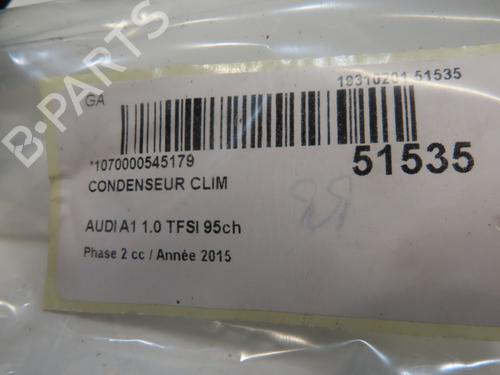 B-PARTS
GA
19310201 51535
*1070000545179
51535
CONDENSEUR CLIM
AUDI A1 1.0 TFSI 95ch
Phase 2 cc / Année 2015